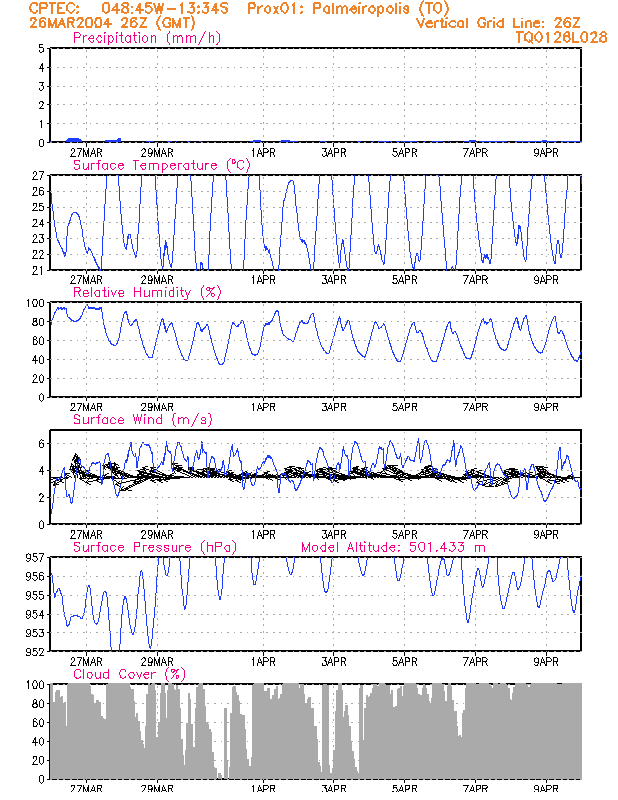 CPTEC: 048:45W-13:34S Prox01: Palmeiropolis (TO)
26MAR2004 26Z (GMT) Vertical Grid Line: 26Z
Precipitation (mm/h) TQ0126L028
5
4
3
2
1
0
27MAR 29MAR 1APR 3APR 5APR 7APR 9APR
Surface Temperature (°C)
27
26
25
24
23
22
21
27MAR 29MAR 1APR 3APR 5APR 7APR 9APR
Relative Humidity (%)
100
80
60
40
20
0
27MAR 29MAR 1APR 3APR 5APR 7APR 9APR
Surface Wind (m/s)
6
4
2
0
27MAR 29MAR 1APR 3APR 5APR 7APR 9APR
Surface Pressure (hPa) Model Altitude: 501.433 m
957
956
955
954
953
952
27MAR 29MAR 1APR 3APR 5APR 7APR 9APR
Cloud Cover (%)
100
80
60
40
20
0
27MAR 29MAR 1APR 3APR 5APR 7APR 9APR